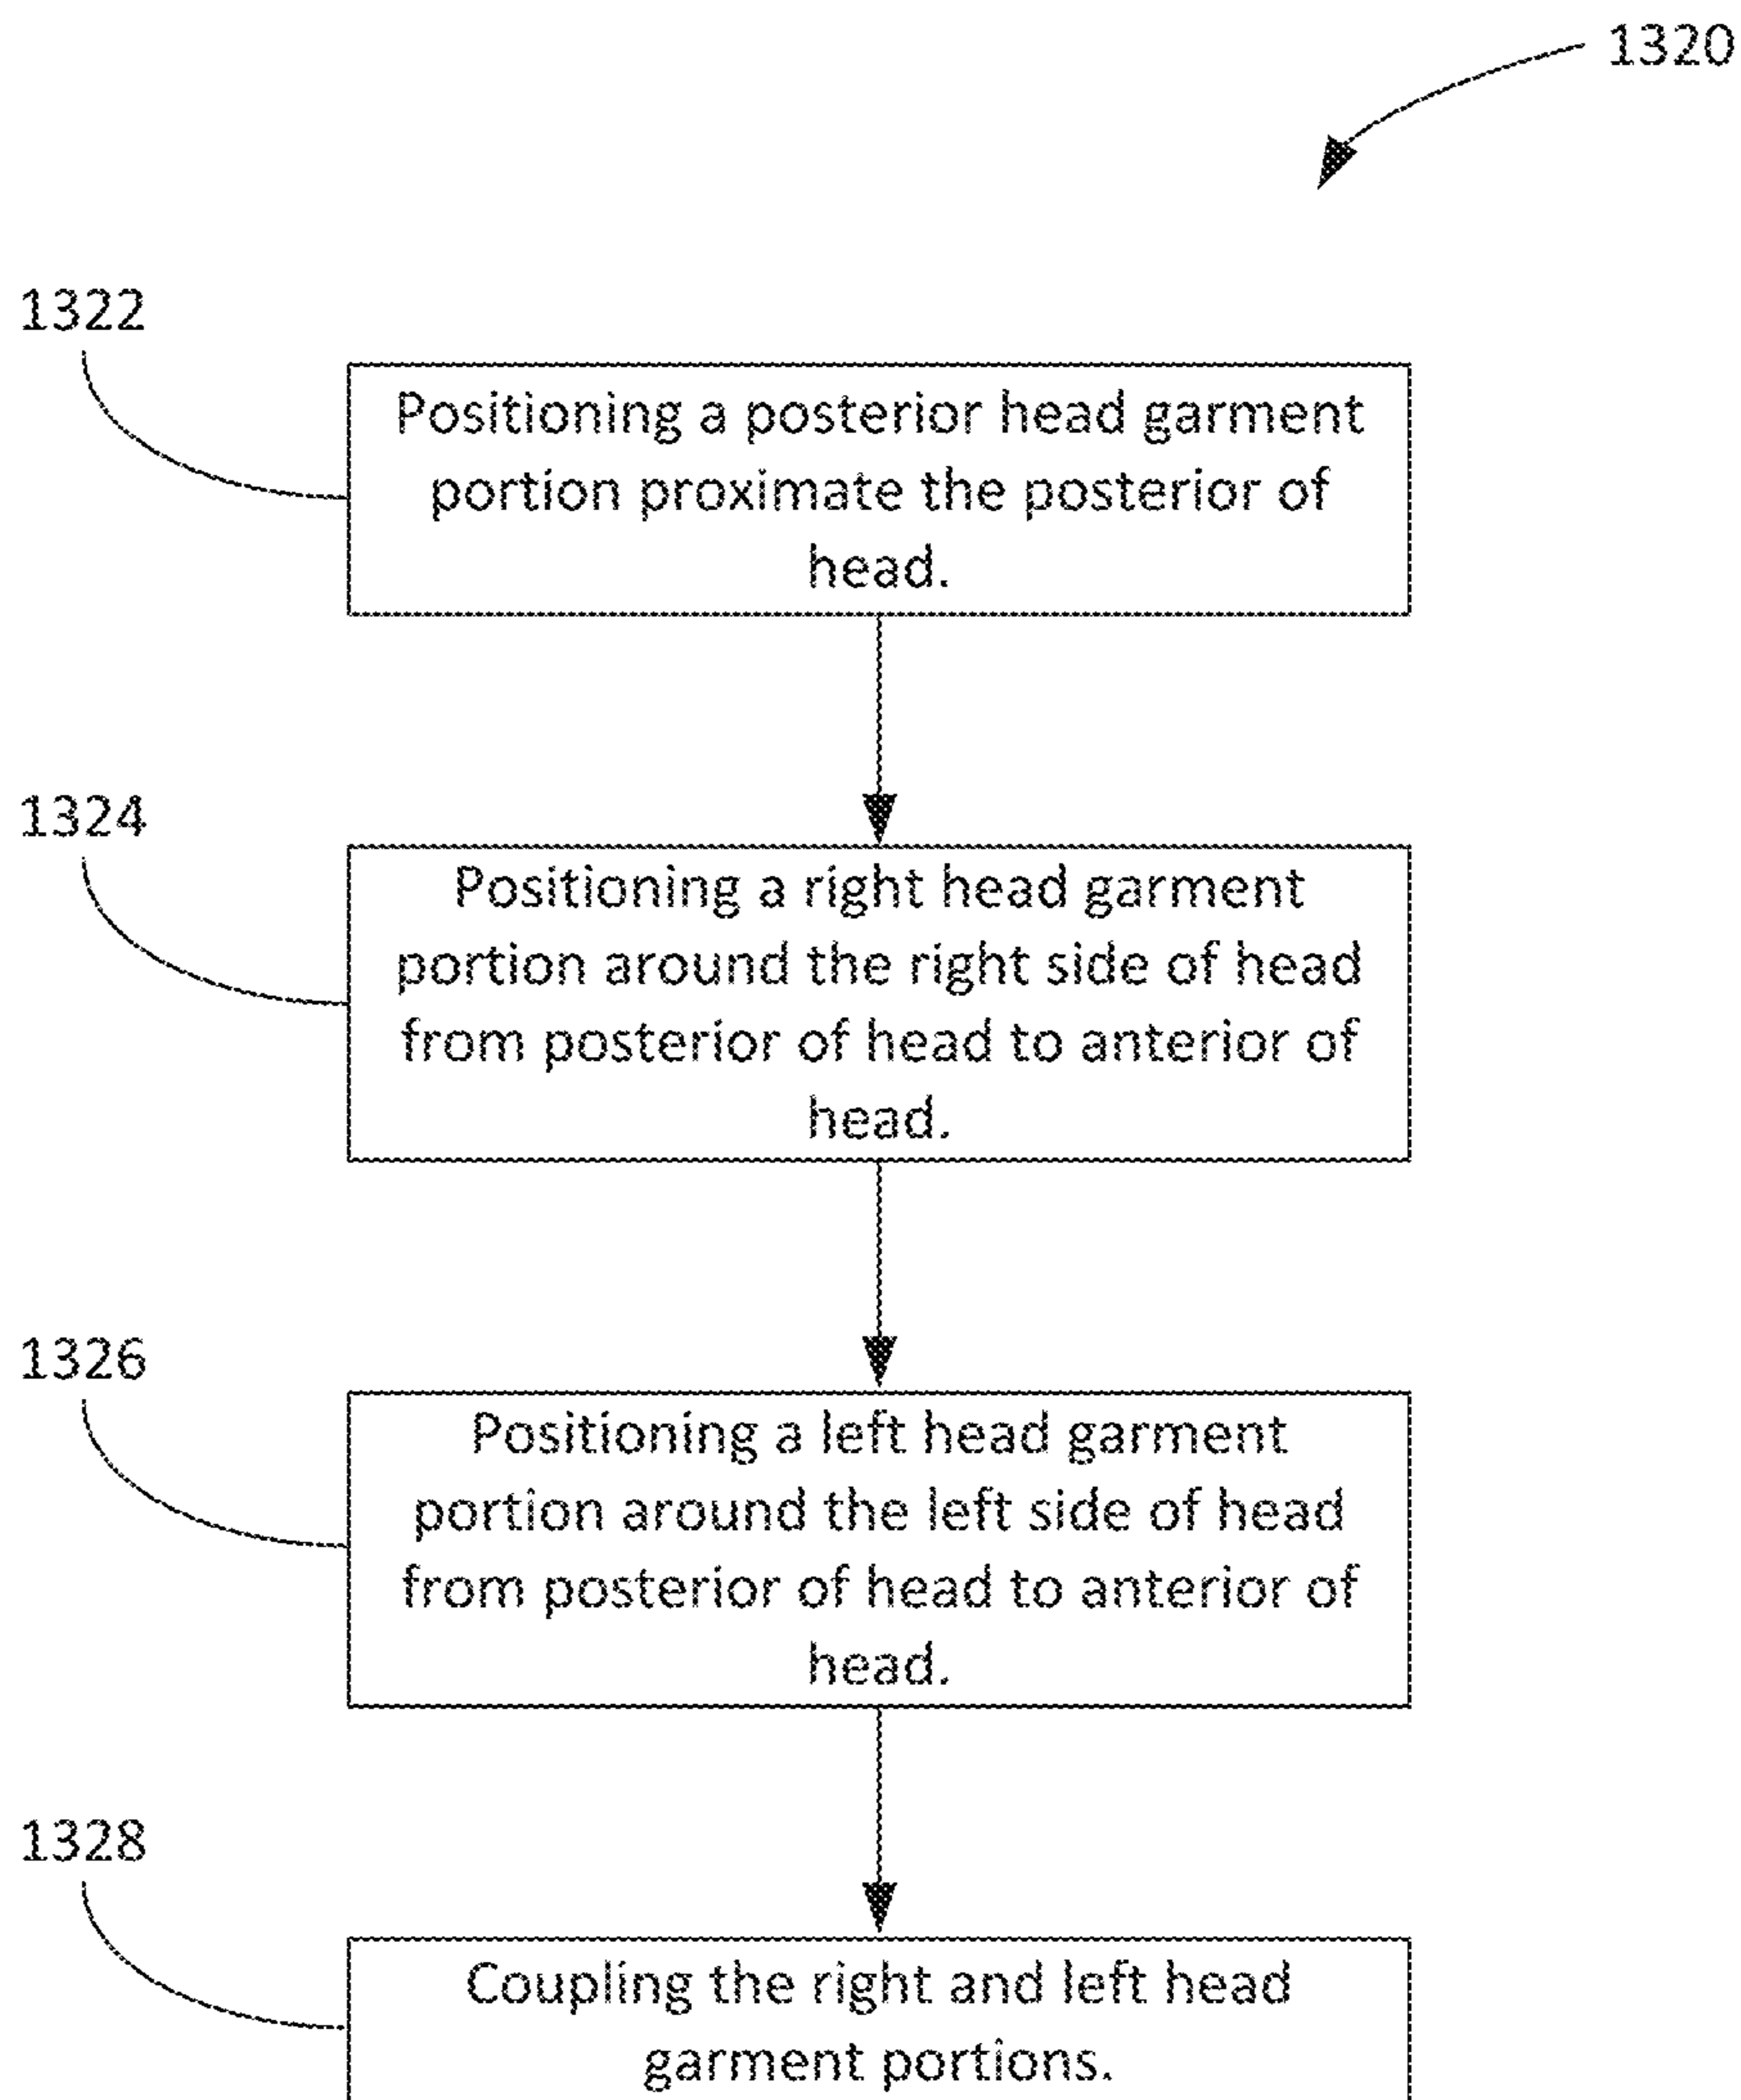 1320
1322
Positioning a posterior head garment
portion proximate the posterior of
head.
1324
Positioning a right head garment
portion around the right side of head
from posterior of head to anterior of
head.
1326
Positioning a left head garment
portion around the left side of head
from posterior of head to anterior of
head.
1328
Coupling the right and left head
garment portions.